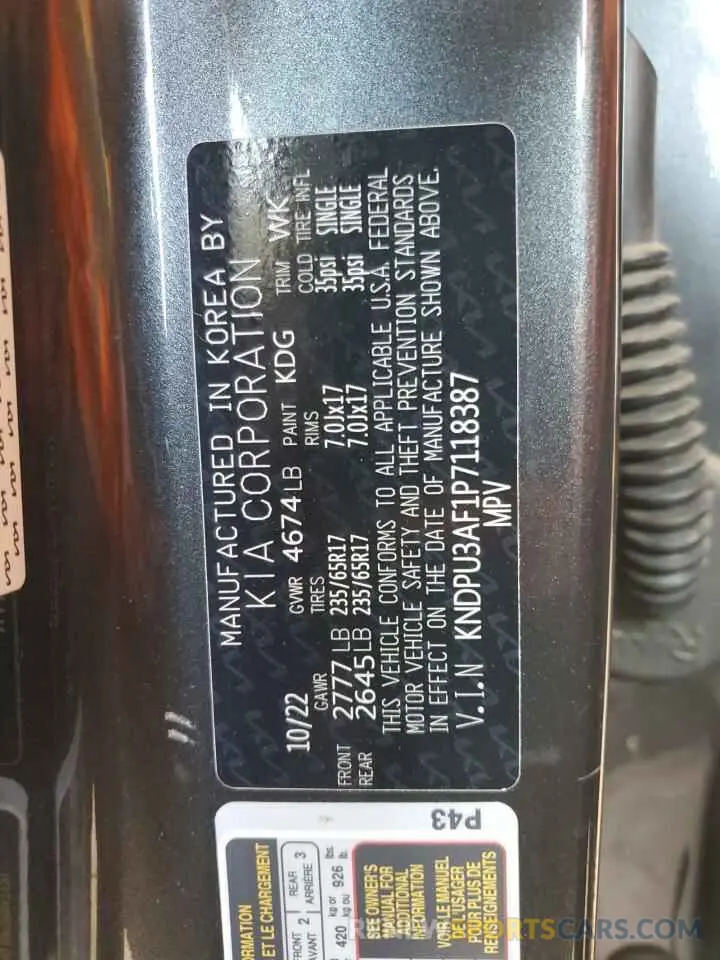 MANUFACTURED IN KOREA BY
KIA CORPORATION
10/22 GVWR 4674 LB PAINT KDG TRIM WK
GAWR TIRES RIMS COLD TIRE INFL
FRONT 2777 LB 235/65R17 7.0Jx17 35psi SINGLE
REAR 2645 LB 235/65R17 7.0Jx17 35psi SINGLE
THIS VEHICLE CONFORMS TO ALL APPLICABLE U.S.A. FEDERAL
MOTOR VEHICLE SAFETY AND THEFT PREVENTION STANDARDS
IN EFFECT ON THE DATE OF MANUFACTURE SHOWN ABOVE.
V.I.N KNDPU3AF1P7118387
MPV
ET LE CHARGEMENT
2 REAR 3
ARRIÈRE
420 kg or 926 lbs.
kg ou lb.
SEE OWNER'S
MANUAL FOR
ADDITIONAL
INFORMATION
VOIR LE MANUEL
DE L'USAGER
POUR PLUS DE
RENSEIGNEMENTS
P43